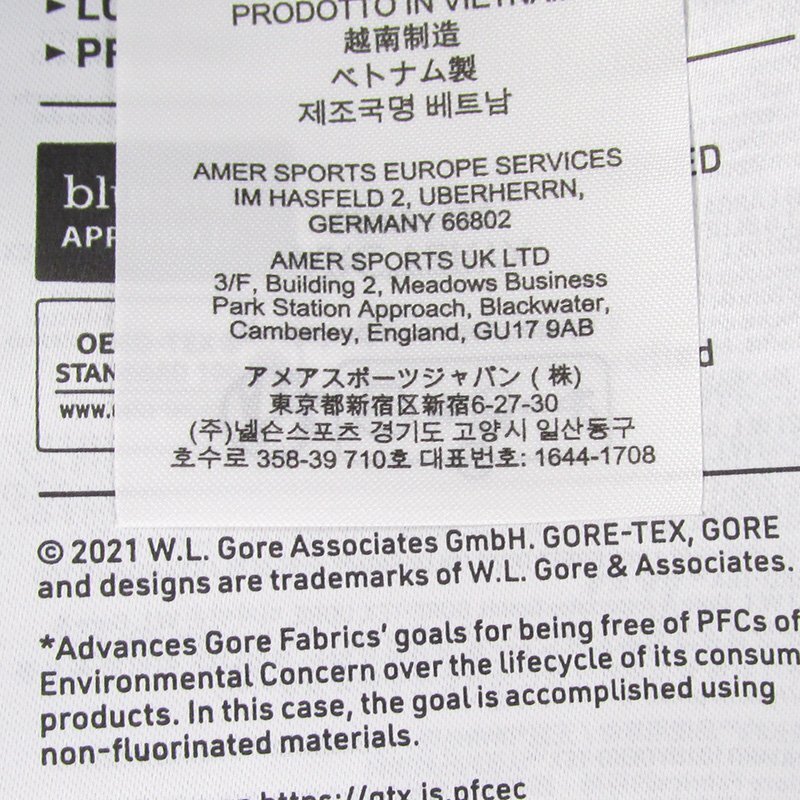 PRODOTTO IN VIETNAM
越南制造
ベトナム製
제조국명 베트남
AMER SPORTS EUROPE SERVICES
IM HASFELD 2, UBERHERRN,
GERMANY 66802
AMER SPORTS UK LTD
3/F, Building 2, Meadows Business
Park Station Approach, Blackwater,
Camberley, England, GU17 9AB
アメアスポーツジャパン ( 株)
東京都新宿区新宿6-27-30
(주)넬슨스포츠 경기도 고양시 일산동구
호수로 358-39 710호 대표번호: 1644-1708
© 2021 W.L. Gore Associates GmbH. GORE-TEX, GORE
and designs are trademarks of W.L. Gore & Associates.
*Advances Gore Fabrics' goals for being free of PFCs of
Environmental Concern over the lifecycle of its consum
products. In this case, the goal is accomplished using
non-fluorinated materials.
https://gtx.is.pfcec